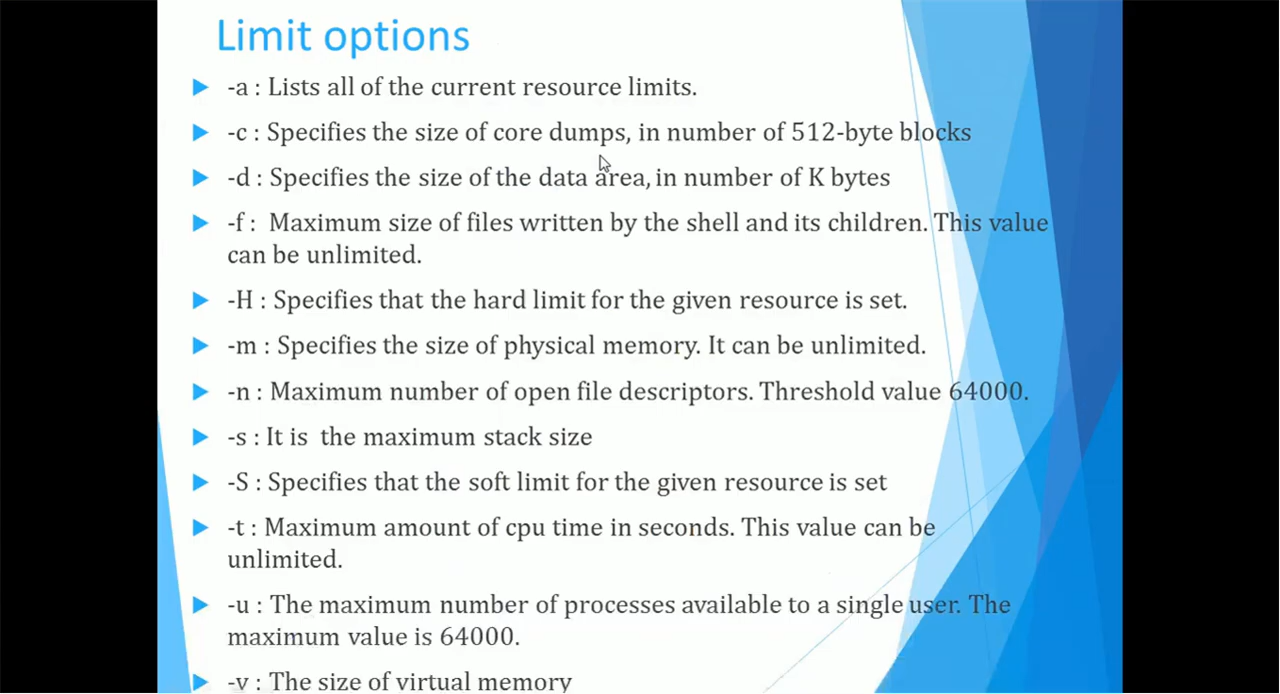 Limit options
-a : Lists all of the current resource limits.
-c : Specifies the size of core dumps, in number of 512-byte blocks
-d : Specifies the size of the data area, in number of K bytes
-f :  Maximum size of files written by the shell and its children. This value
can be unlimited.
-H : Specifies that the hard limit for the given resource is set.
-m : Specifies the size of physical memory. It can be unlimited.
-n : Maximum number of open file descriptors. Threshold value 64000.
-s : It is  the maximum stack size
-S : Specifies that the soft limit for the given resource is set
-t : Maximum amount of cpu time in seconds. This value can be
unlimited.
-u : The maximum number of processes available to a single user. The
maximum value is 64000.
-v : The size of virtual memory